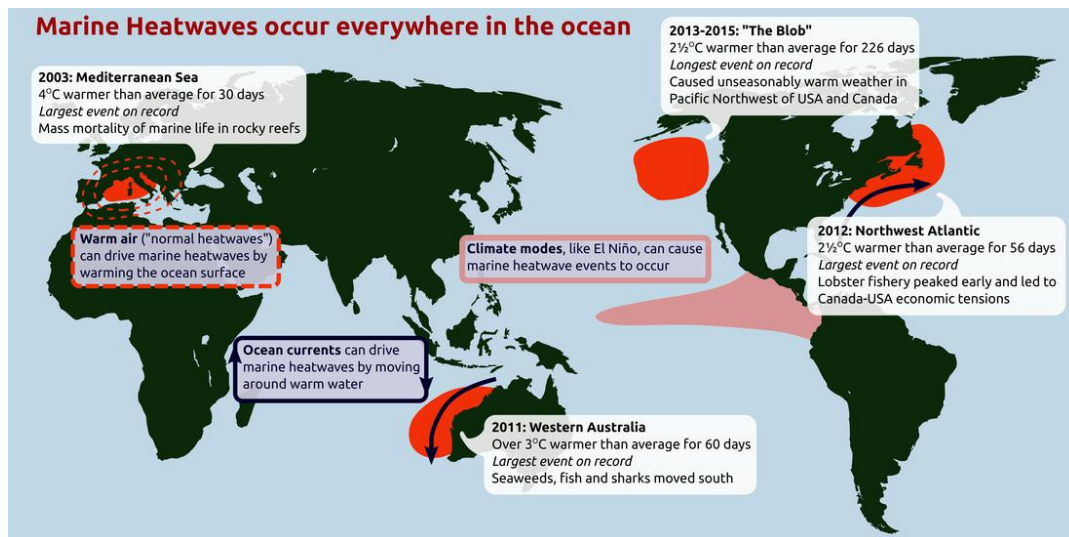 Marine Heatwaves occur everywhere in the ocean
2013-2015: "The Blob"
2½°C warmer than average for 226 days
Longest event on record
Caused unseasonably warm weather in
Pacific Northwest of USA and Canada
2003: Mediterranean Sea
4°C warmer than average for 30 days
Largest event on record
Mass mortality of marine life in rocky reefs
Warm air ("normal heatwaves")
can drive marine heatwaves by
warming the ocean surface
Climate modes, like El Niño, can cause
marine heatwave events to occur
2012: Northwest Atlantic
2½°C warmer than average for 56 days
Largest event on record
Lobster fishery peaked early and led to
Canada-USA economic tensions
Ocean currents can drive
marine heatwaves by moving
around warm water
2011: Western Australia
Over 3°C warmer than average for 60 days
Largest event on record
Seaweeds, fish and sharks moved south